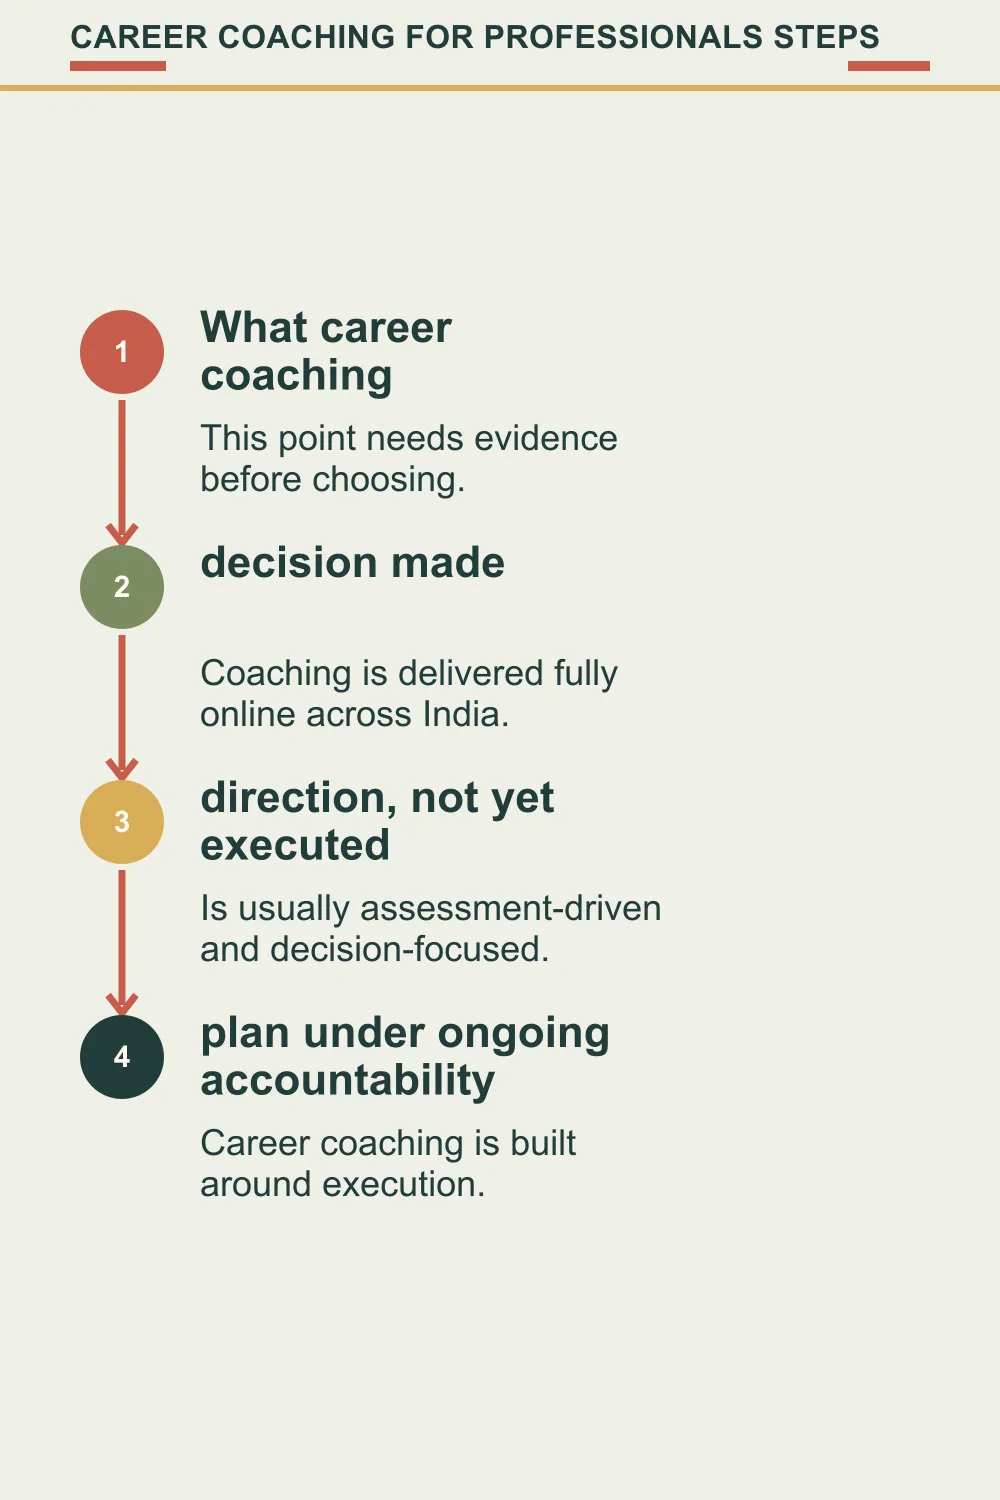 CAREER COACHING FOR PROFESSIONALS STEPS
1
What career
coaching
This point needs evidence
before choosing.
2
decision made
Coaching is delivered fully
online across India.
3
direction, not yet
executed
Is usually assessment-driven
and decision-focused.
4
plan under ongoing
accountability
Career coaching is built
around execution.